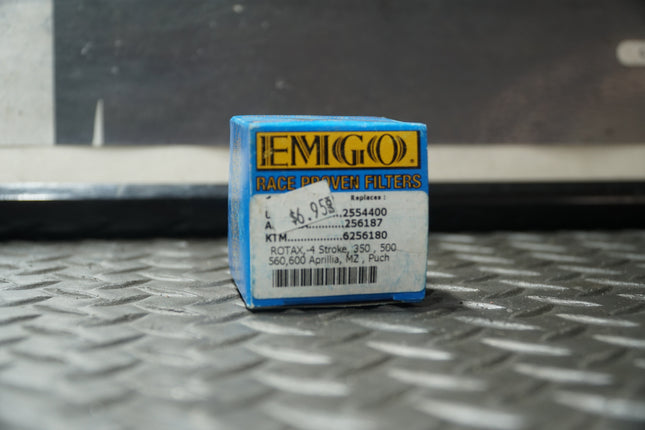 EMGO
RACE PROVEN FILTERS
Replaces :
$6.95
2554400
256187
KTM..................6256180
ROTAX,-4 Stroke, 350 , 500
560,600 Aprillia, MZ , Puch